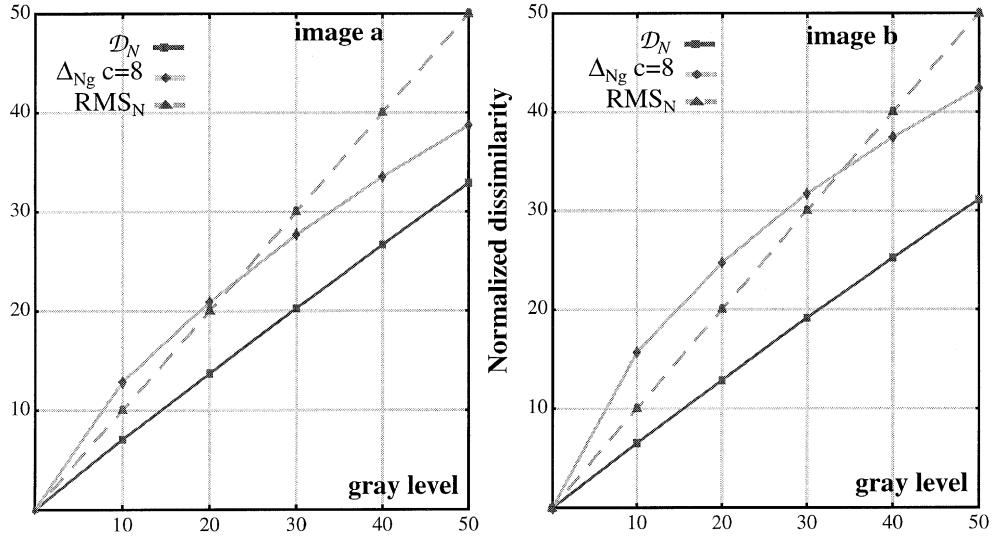 50
40
30
20
10
image a
𝒟N
ΔNg c=8
RMSN
gray level
10 20 30 40 50
Normalized dissimilarity
50
40
30
20
10
image b
𝒟N
ΔNg c=8
RMSN
gray level
10 20 30 40 50